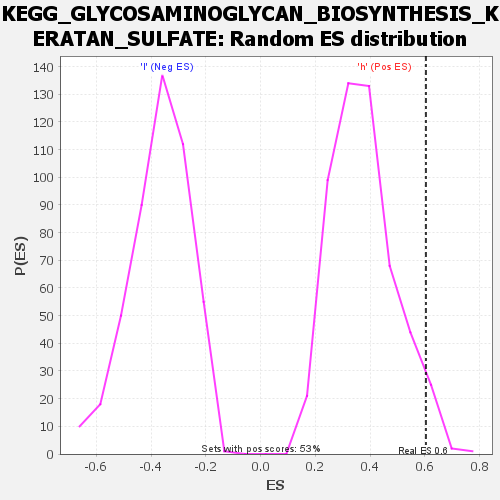 KEGG_GLYCOSAMINOGLYCAN_BIOSYNTHESIS_K
ERATAN_SULFATE: Random ES distribution
'l' (Neg ES)
'h' (Pos ES)
140
130
120
110
100
90
80
70
60
50
40
30
20
10
0
P(ES)
Sets with pos scores: 53%
Real ES 0.6
-0.6
-0.4
-0.2
0.0
0.2
0.4
0.6
0.8
ES